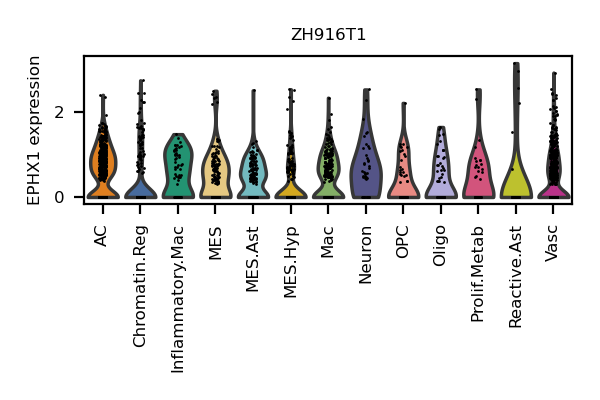 ZH916T1
EPHX1 expression
2
0
AC
Chromatin.Reg
Inflammatory.Mac
MES
MES.Ast
MES.Hyp
Mac
Neuron
OPC
Oligo
Prolif.Metab
Reactive.Ast
Vasc